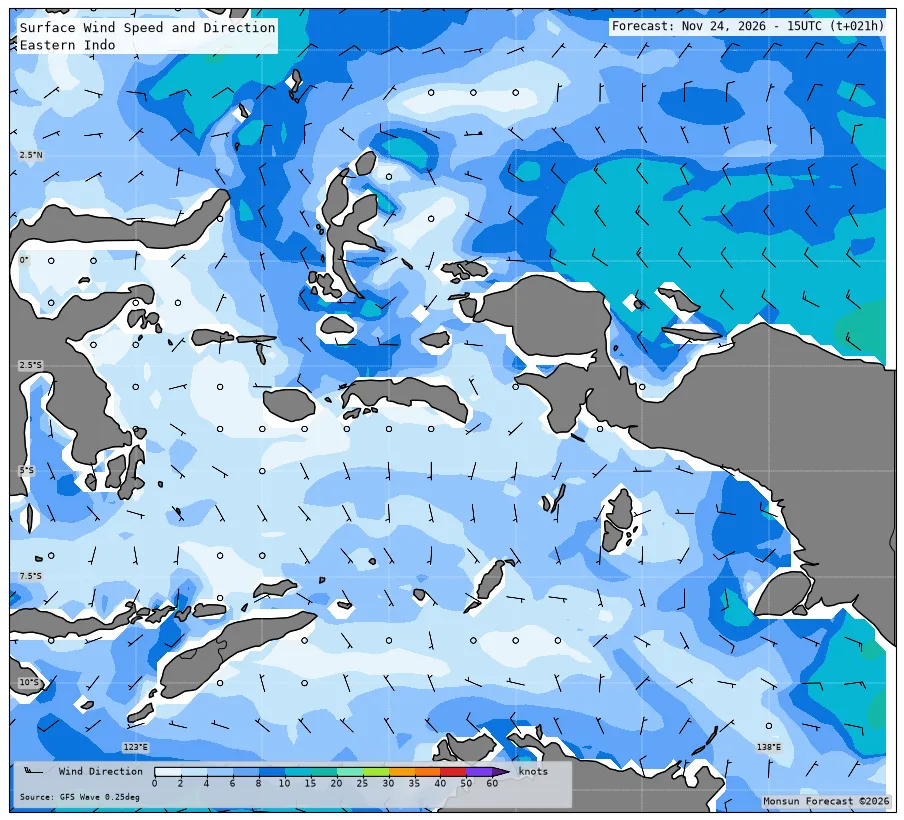 Surface Wind Speed and Direction
Eastern Indo
Forecast: Nov 24, 2026 - 15UTC (t+021h)
2.5°N
0°
2.5°S
5°S
7.5°S
10°S
123°E
138°E
Wind Direction
0 2 4 6 8 10 15 20 25 30 35 40 50 60
knots
Source: GFS Wave 0.25deg
Monsun Forecast ©2026